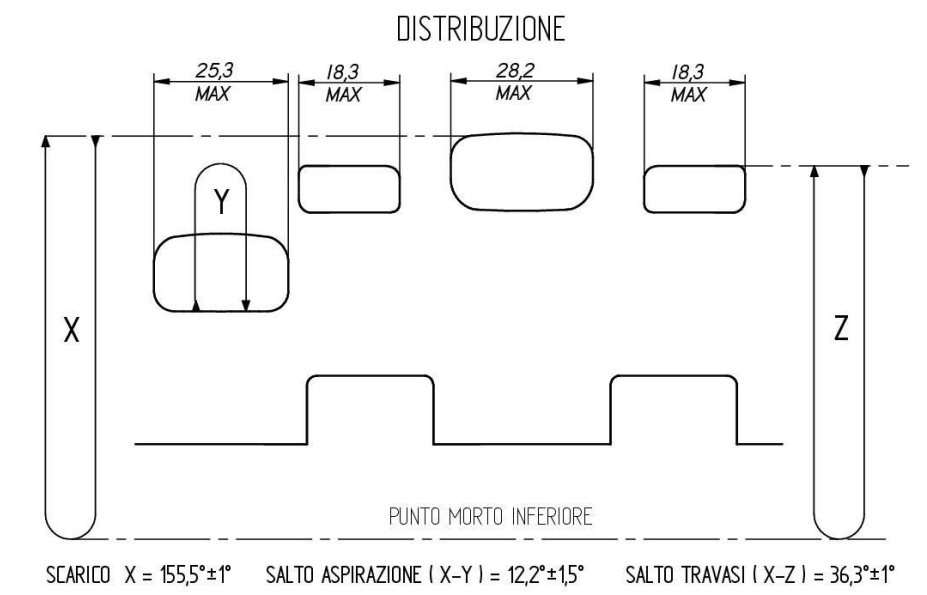 DISTRIBUZIONE
25,3 18,3 28,2 18,3
MAX MAX MAX MAX
Y
X Z
PUNTO MORTO INFERIORE
SCARICO X = 155,5°±1° SALTO ASPIRAZIONE ( X-Y ) = 12,2°±1,5° SALTO TRAVASI ( X-Z ) = 36,3°±1°